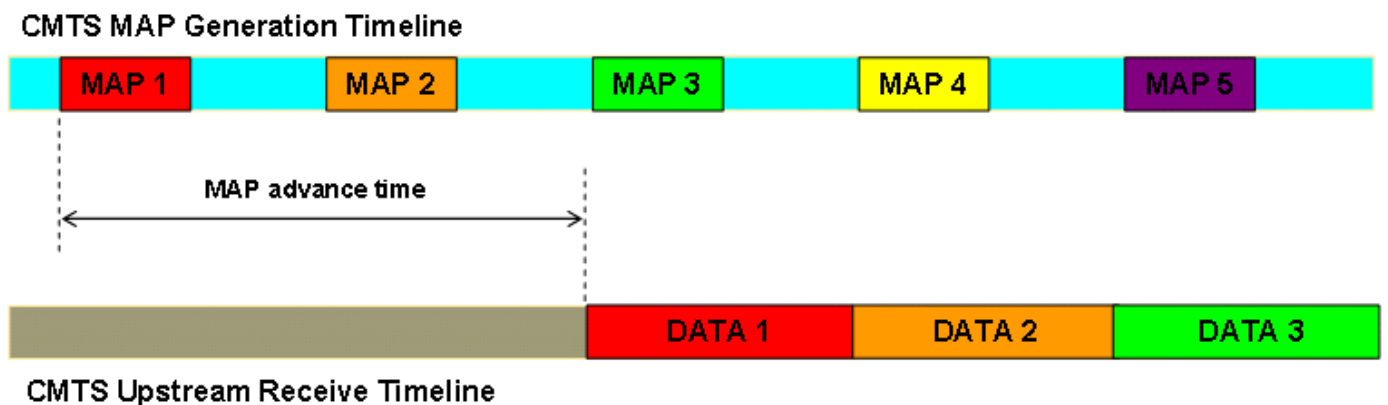 CMTS MAP Generation Timeline
MAP 1 MAP 2 MAP 3 MAP 4 MAP 5
MAP advance time
DATA 1 DATA 2 DATA 3
CMTS Upstream Receive Timeline